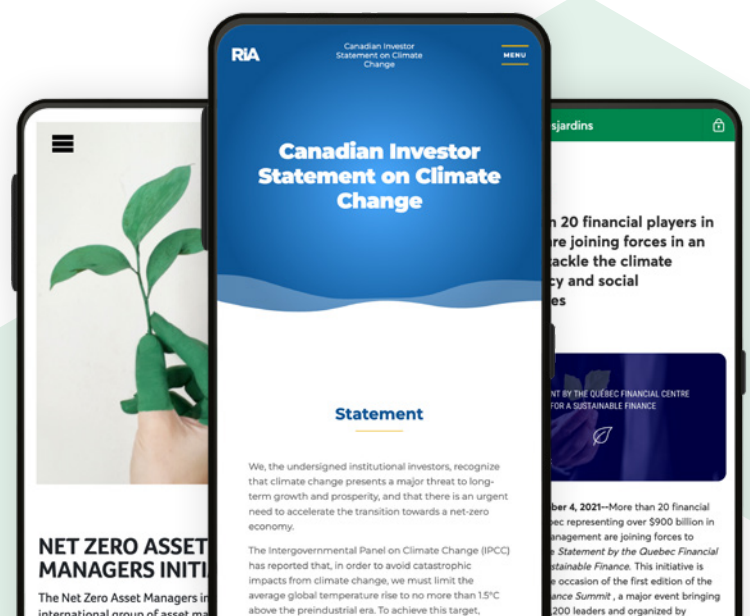 RiA
Canadian Investor
Statement on Climate
Change
MENU
Canadian Investor
Statement on Climate
Change
Statement
We, the undersigned institutional investors, recognize
that climate change presents a major threat to long-
term growth and prosperity, and that there is an urgent
need to accelerate the transition towards a net-zero
economy.
The Intergovernmental Panel on Climate Change (IPCC)
has reported that, in order to avoid catastrophic
impacts from climate change, we must limit the
average global temperature rise to no more than 1.5°C
above the preindustrial era. To achieve this target,
NET ZERO ASSET
MANAGERS INITI
The Net Zero Asset Managers in
international group of asset ma
sjardins
n 20 financial players in
re joining forces in an
tackle the climate
cy and social
es
NT BY THE QUÉBEC FINANCIAL CENTRE
FOR A SUSTAINABLE FINANCE
ber 4, 2021--More than 20 financial
bec representing over $900 billion in
anagement are joining forces to
e Statement by the Quebec Financial
stainable Finance. This initiative is
e occasion of the first edition of the
ance Summit , a major event bringing
,200 leaders and organized by